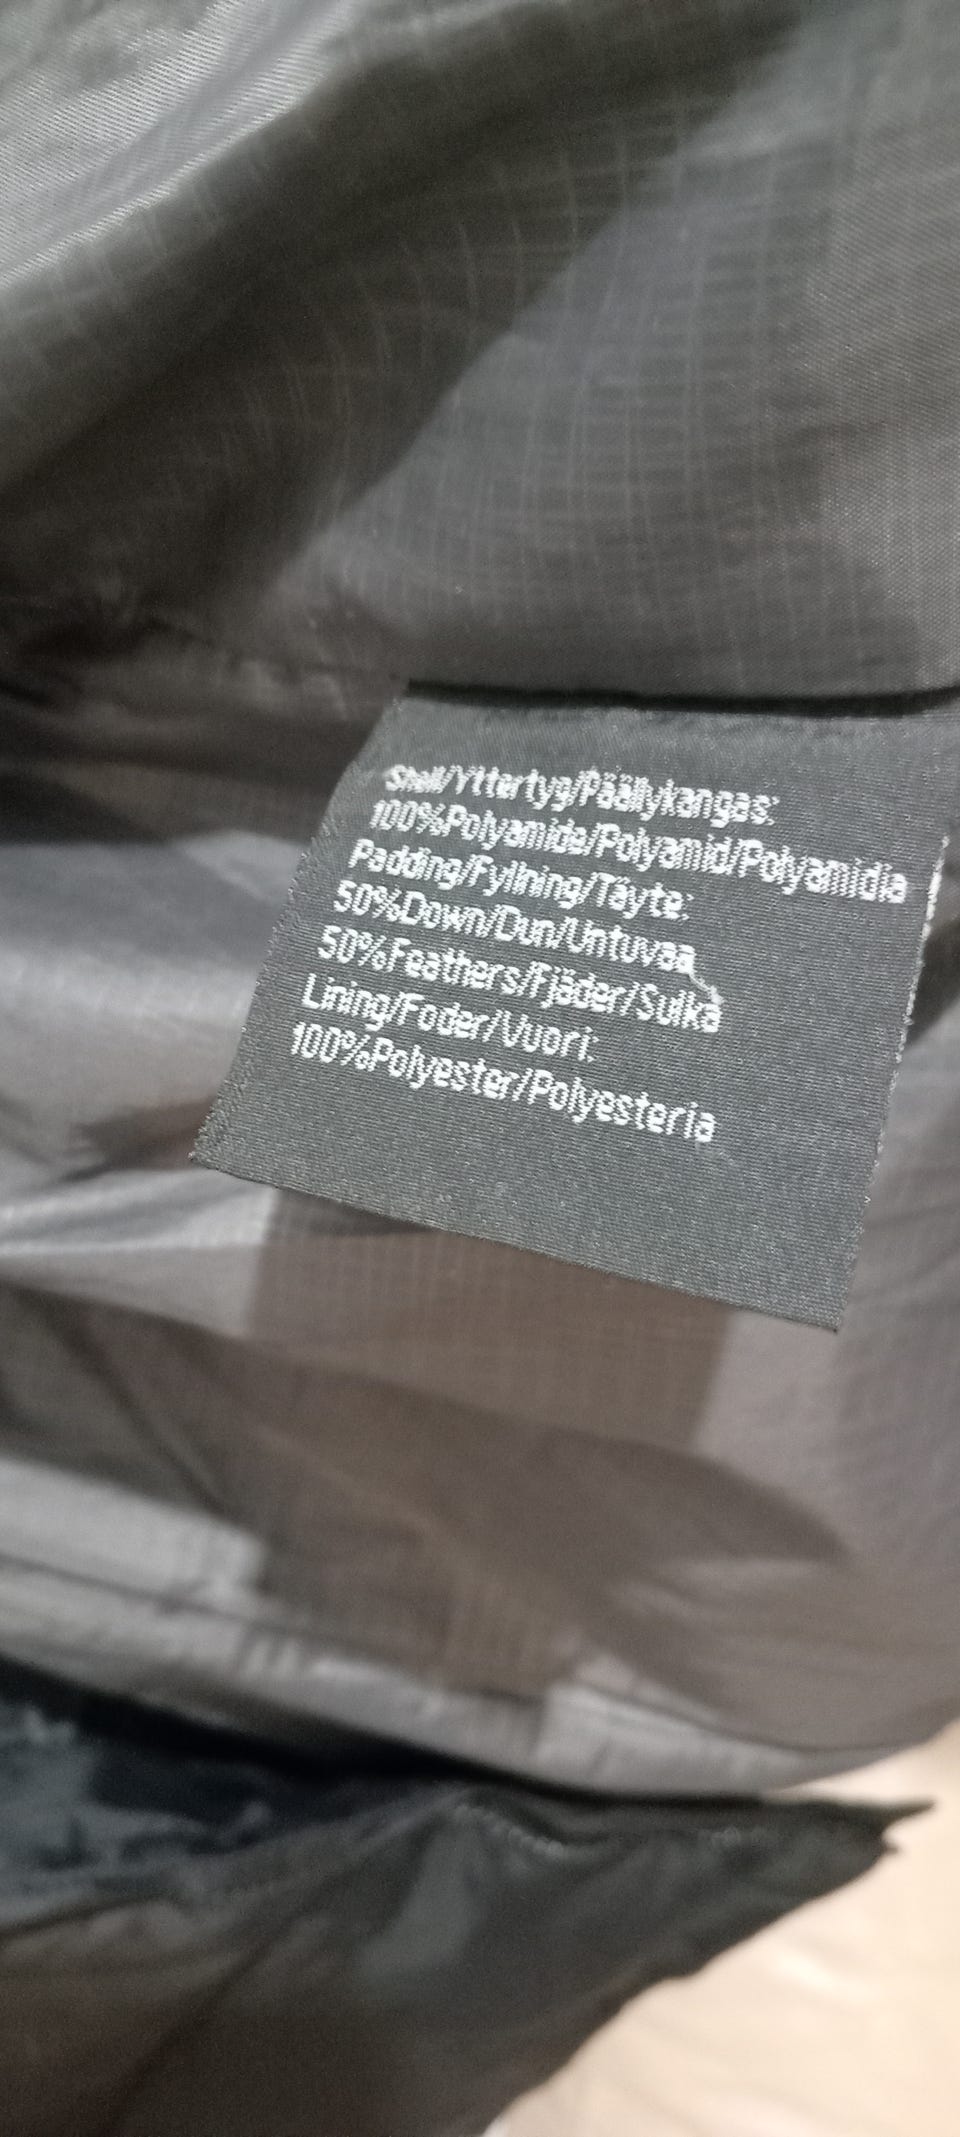 Shell/Yttertyg/Päällykangas:
100%Polyamide/Polyamid/Polyamidia
Padding/Fyllning/Täyte:
50%Down/Dun/Untuvaa
50%Feathers/Fjäder/Sulka
Lining/Foder/Vuori:
100%Polyester/Polyesteria